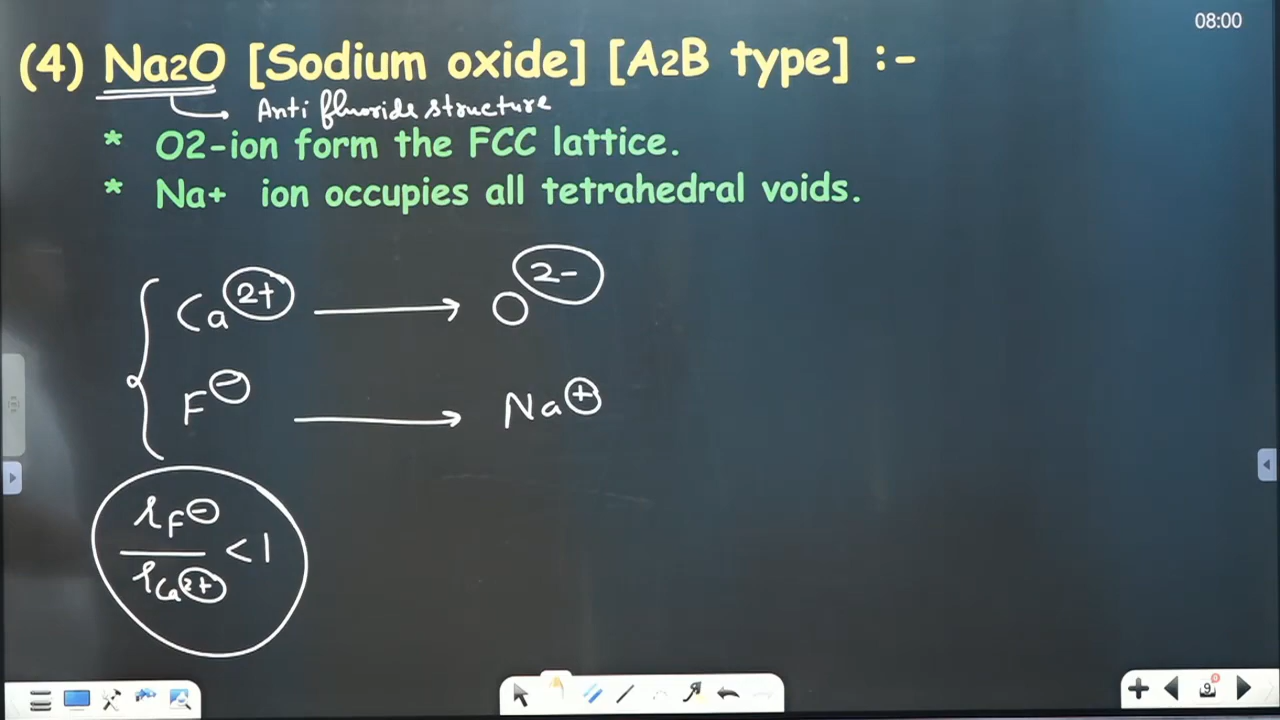 08:00
(4) Na2O [Sodium oxide] [A2B type] :-
Anti fluoride structure
* O2-ion form the FCC lattice.
* Na+ ion occupies all tetrahedral voids.
Ca2+ → O2-
F- → Na+
rF- / rCa2+ < 1
9